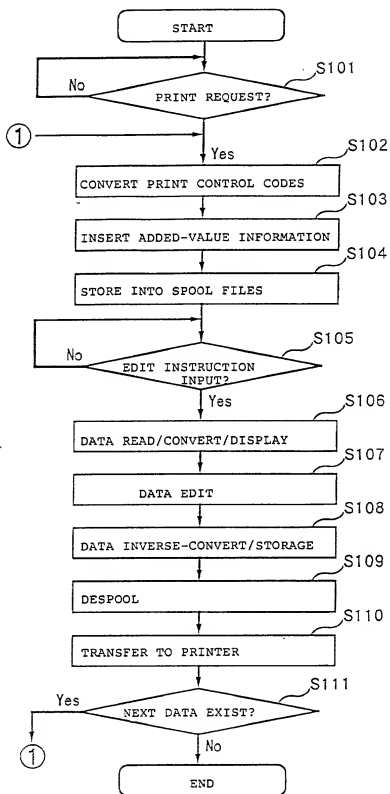 START
S101
No
PRINT REQUEST?
1
Yes
S102
CONVERT PRINT CONTROL CODES
S103
INSERT ADDED-VALUE INFORMATION
S104
STORE INTO SPOOL FILES
S105
No
EDIT INSTRUCTION
INPUT?
Yes
S106
DATA READ/CONVERT/DISPLAY
S107
DATA EDIT
S108
DATA INVERSE-CONVERT/STORAGE
S109
DESPOOL
S110
TRANSFER TO PRINTER
S111
Yes
NEXT DATA EXIST?
1
No
END